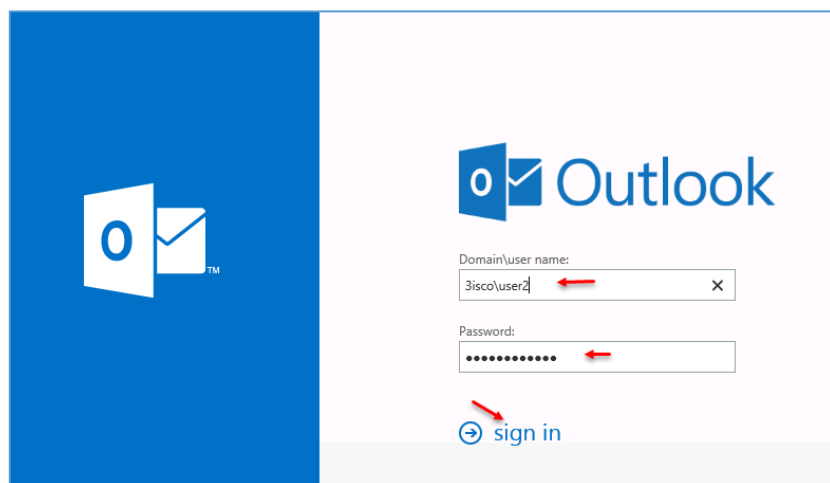 O
TM
O Outlook
Domain\user name:
3isco\user2
Password:
••••••••••••
sign in